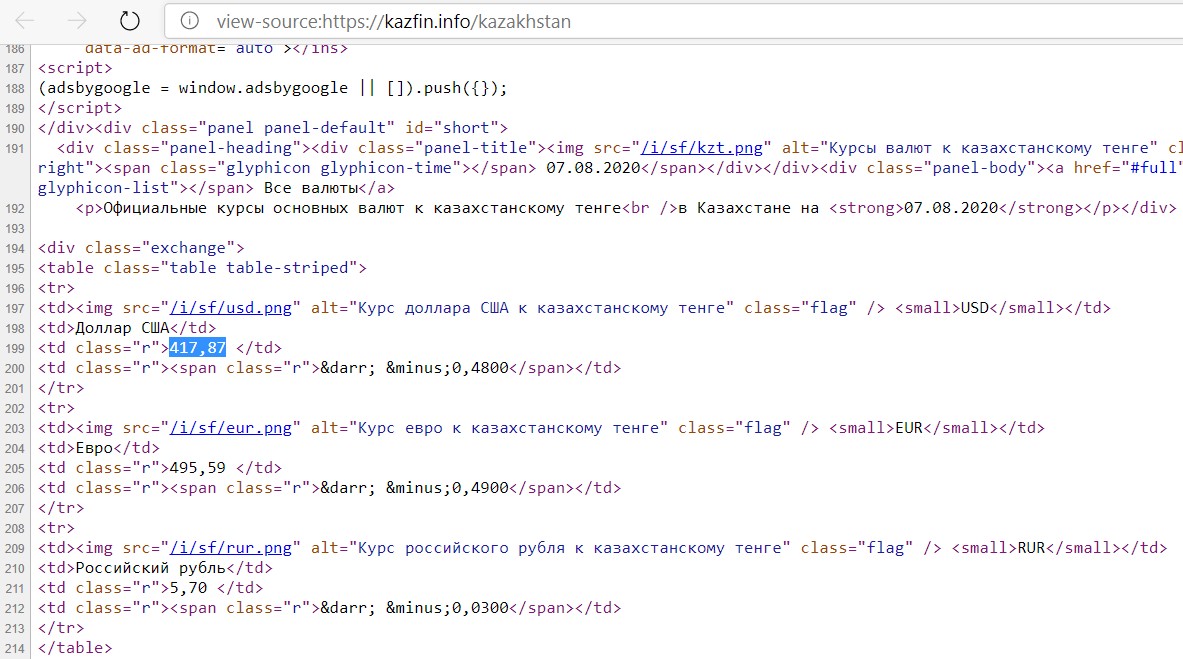 view-source:https://kazfin.info/kazakhstan
186 data-ad-format="auto"></ins>
187 <script>
188 (adsbygoogle = window.adsbygoogle || []).push({});
189 </script>
190 </div><div class="panel panel-default" id="short">
191 <div class="panel-heading"><div class="panel-title"><img src="/i/sf/kzt.png" alt="Курсы валют к казахстанскому тенге" cl
right"><span class="glyphicon glyphicon-time"></span> 07.08.2020</span></div></div><div class="panel-body"><a href="#full"
glyphicon-list"></span> Все валюты</a>
192 <p>Официальные курсы основных валют к казахстанскому тенге<br />в Казахстане на <strong>07.08.2020</strong></p></div>
193
194 <div class="exchange">
195 <table class="table table-striped">
196 <tr>
197 <td><img src="/i/sf/usd.png" alt="Курс доллара США к казахстанскому тенге" class="flag" /> <small>USD</small></td>
198 <td>Доллар США</td>
199 <td class="r">417,87 </td>
200 <td class="r"><span class="r">&darr; &minus;0,4800</span></td>
201 </tr>
202 <tr>
203 <td><img src="/i/sf/eur.png" alt="Курс евро к казахстанскому тенге" class="flag" /> <small>EUR</small></td>
204 <td>Евро</td>
205 <td class="r">495,59 </td>
206 <td class="r"><span class="r">&darr; &minus;0,4900</span></td>
207 </tr>
208 <tr>
209 <td><img src="/i/sf/rur.png" alt="Курс российского рубля к казахстанскому тенге" class="flag" /> <small>RUR</small></td>
210 <td>Российский рубль</td>
211 <td class="r">5,70 </td>
212 <td class="r"><span class="r">&darr; &minus;0,0300</span></td>
213 </tr>
214 </table>